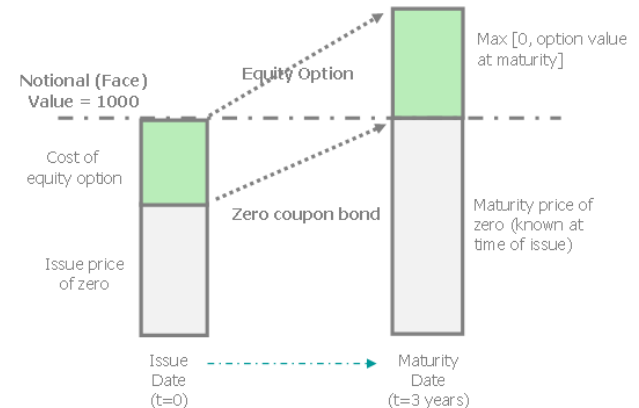 Max [0, option value
at maturity]
Equity Option
Notional (Face)
Value = 1000
Cost of
equity option
Zero coupon bond
Maturity price of
zero (known at
time of issue)
Issue price
of zero
Issue
Date
(t=0)
Maturity
Date
(t=3 years)